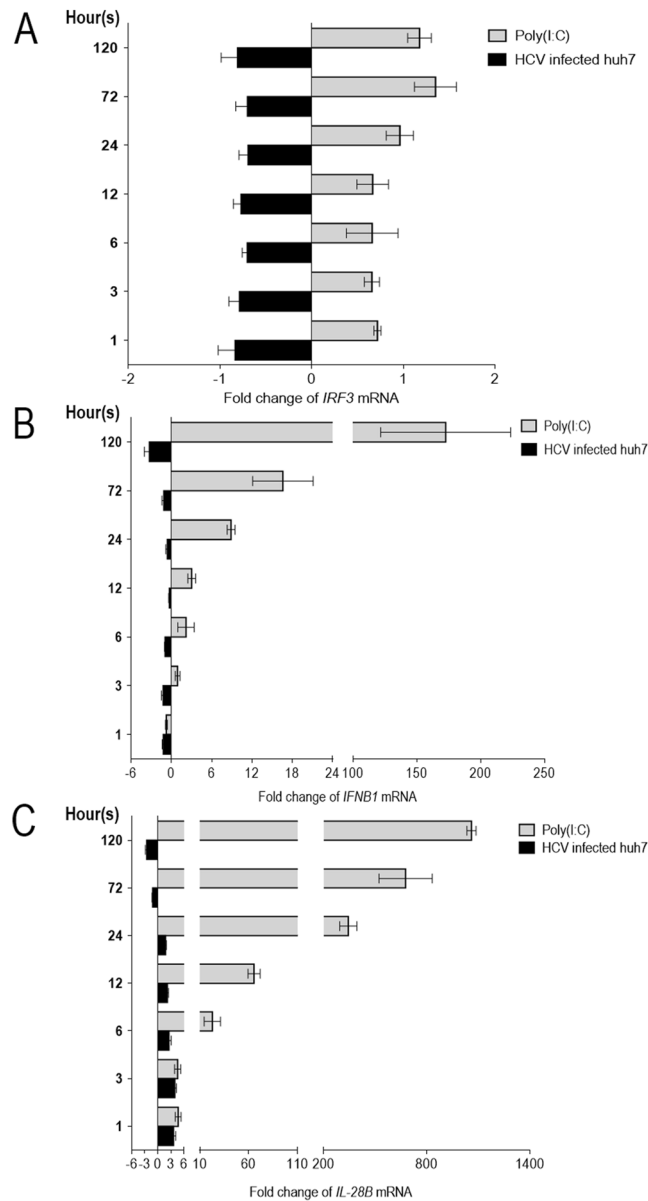 A
Hour(s)
Poly(I:C)
HCV infected huh7
120
72
24
12
6
3
1
-2 -1 0 1 2
Fold change of IRF3 mRNA
B
Hour(s)
Poly(I:C)
HCV infected huh7
120
72
24
12
6
3
1
-6 0 6 12 18 24 100 150 200 250
Fold change of IFNB1 mRNA
C
Hour(s)
Poly(I:C)
HCV infected huh7
120
72
24
12
6
3
1
-6 -3 0 3 6 10 60 110 200 800 1400
Fold change of IL-28B mRNA